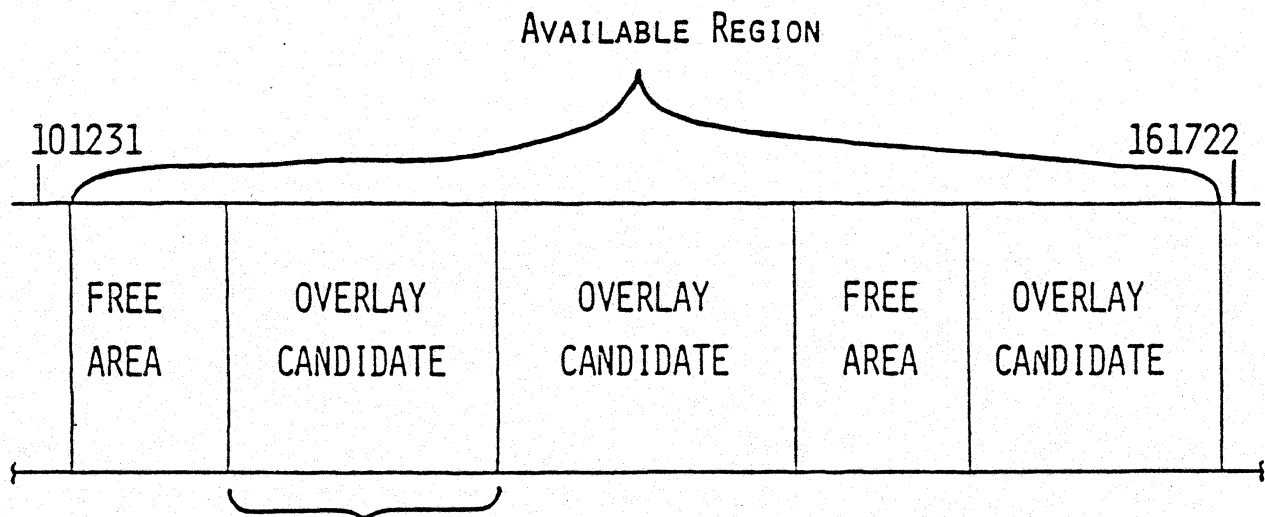 AVAILABLE REGION
101231 161722
FREE AREA
OVERLAY CANDIDATE
OVERLAY CANDIDATE
FREE AREA
OVERLAY CANDIDATE